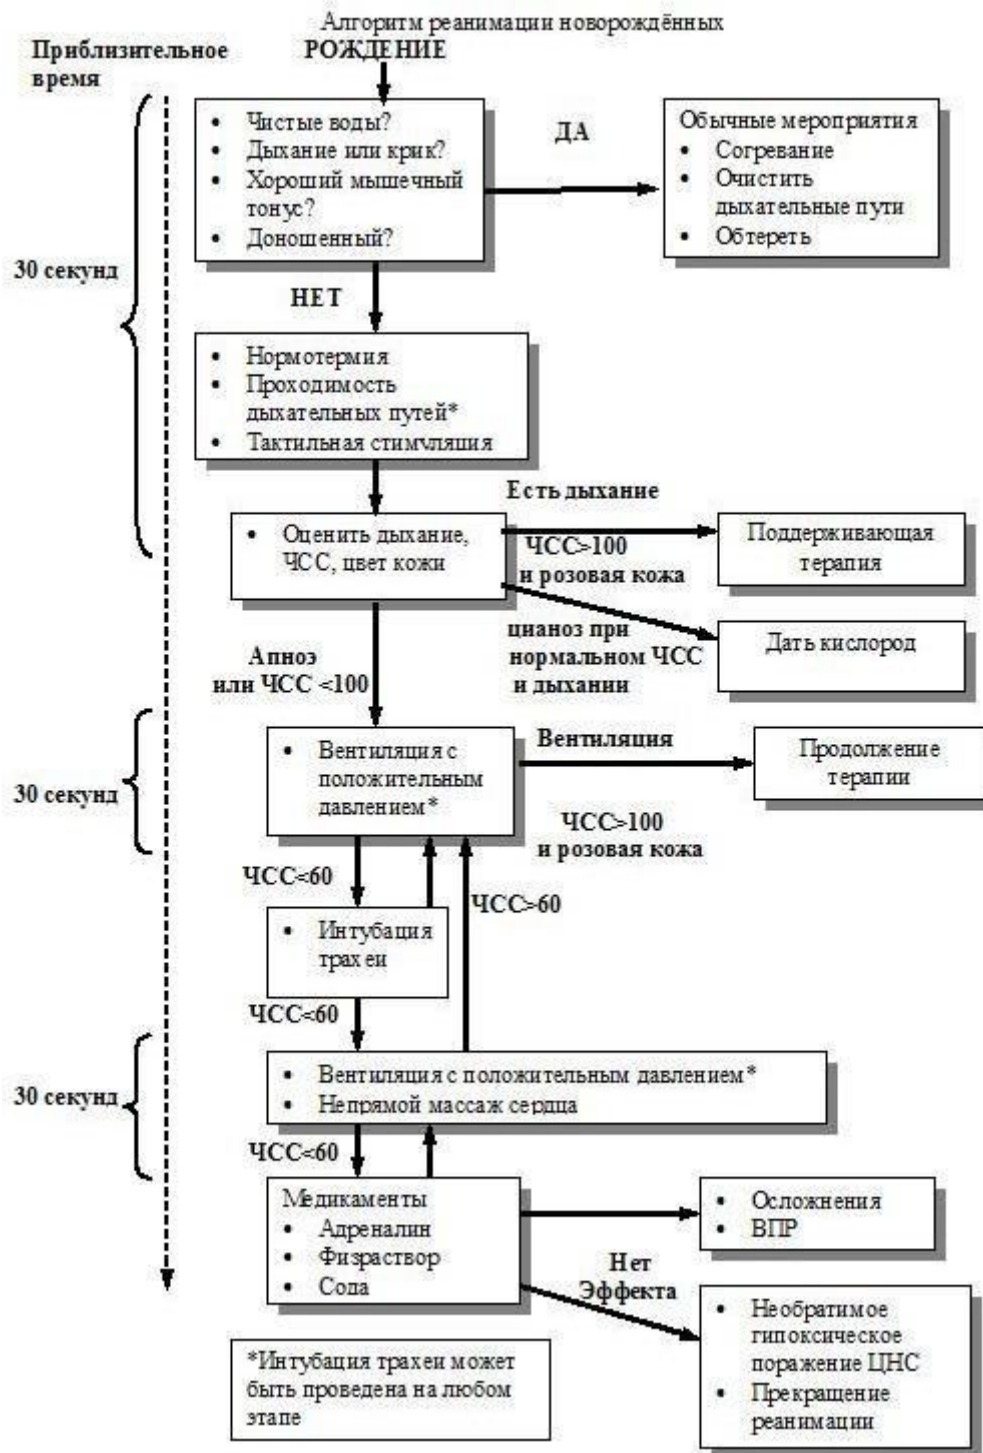 Алгоритм реанимации новорождённых
Приблизительное
время
РОЖДЕНИЕ
• Чистые воды?
• Дыхание или крик?
• Хороший мышечный
тонус?
• Доношенный?
ДА
Обычные мероприятия
• Согревание
• Очистить
дыхательные пути
• Обтереть
30 секунд
НЕТ
• Нормотермия
• Проходимость
дыхательных путей*
• Тактильная стимуляция
Есть дыхание
• Оценить дыхание,
ЧСС, цвет кожи
ЧСС>100
и розовая кожа
Поддерживающая
терапия
цианоз при
нормальном ЧСС
и дыхании
Дать кислород
Апноэ
или ЧСС <100
30 секунд
• Вентиляция с
положительным
давлением*
Вентиляция
Продолжение
терапии
ЧСС>100
и розовая кожа
ЧСС<60
ЧСС>60
• Интубация
трахеи
ЧСС<60
30 секунд
• Вентиляция с положительным давлением*
• Непрямой массаж сердца
ЧСС<60
Медикаменты
• Адреналин
• Физраствор
• Сода
• Осложнения
• ВПР
Нет
Эффекта
• Необратимое
гипоксическое
поражение ЦНС
• Прекращение
реанимации
*Интубация трахеи может
быть проведена на любом
этапе